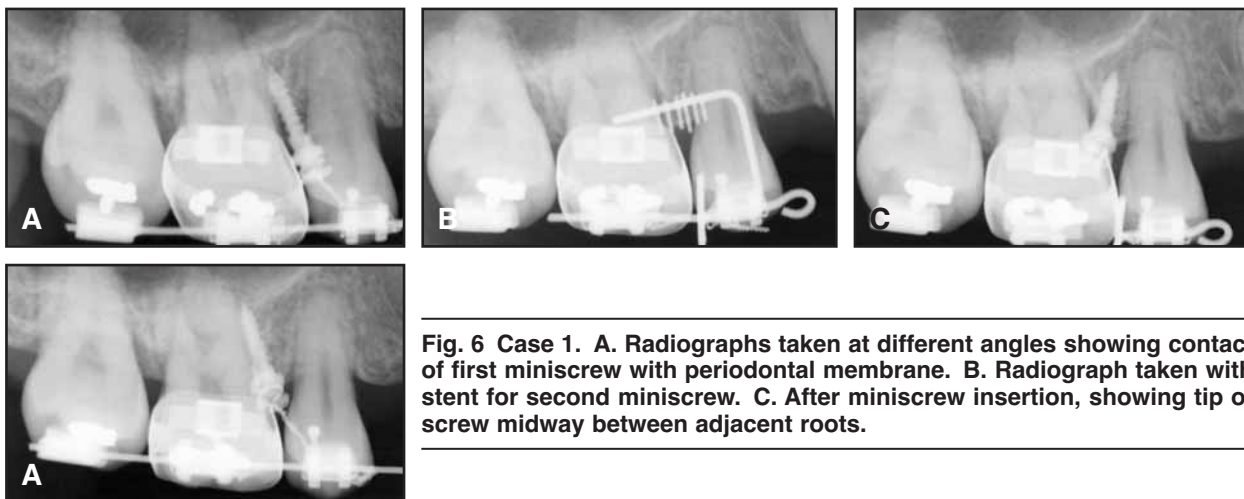 A
B
C
A
Fig. 6 Case 1. A. Radiographs taken at different angles showing contac
of first miniscrew with periodontal membrane. B. Radiograph taken with
stent for second miniscrew. C. After miniscrew insertion, showing tip o
screw midway between adjacent roots.